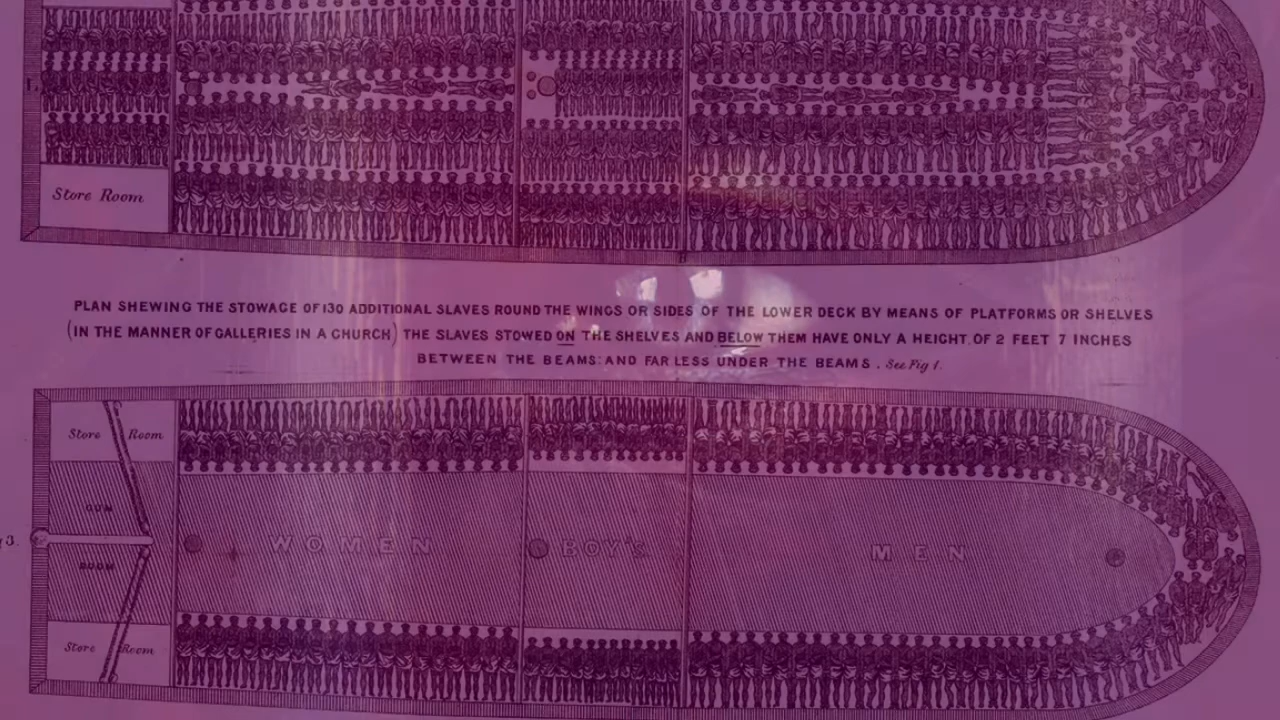 Store Room
PLAN SHEWING THE STOWAGE OF 130 ADDITIONAL SLAVES ROUND THE WINGS OR SIDES OF THE LOWER DECK BY MEANS OF PLATFORMS OR SHELVES
(IN THE MANNER OF GALLERIES IN A CHURCH) THE SLAVES STOWED ON THE SHELVES AND BELOW THEM HAVE ONLY A HEIGHT OF 2 FEET 7 INCHES
BETWEEN THE BEAMS: AND FAR LESS UNDER THE BEAMS. See Fig 1.
Store Room
GUN
3.
WOMEN BOY'S MEN
ROOM
Store Room